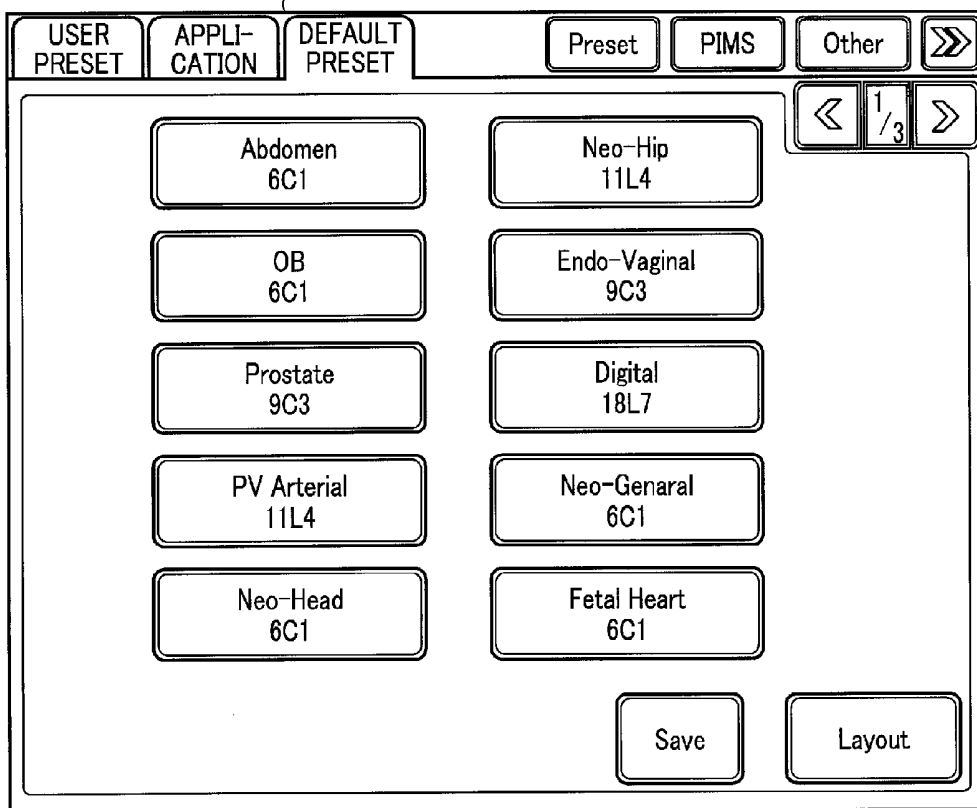 USER
PRESET
APPLI-
CATION
DEFAULT
PRESET
Preset
PIMS
Other
1/3
Abdomen
6C1
Neo-Hip
11L4
OB
6C1
Endo-Vaginal
9C3
Prostate
9C3
Digital
18L7
PV Arterial
11L4
Neo-Genaral
6C1
Neo-Head
6C1
Fetal Heart
6C1
Save
Layout